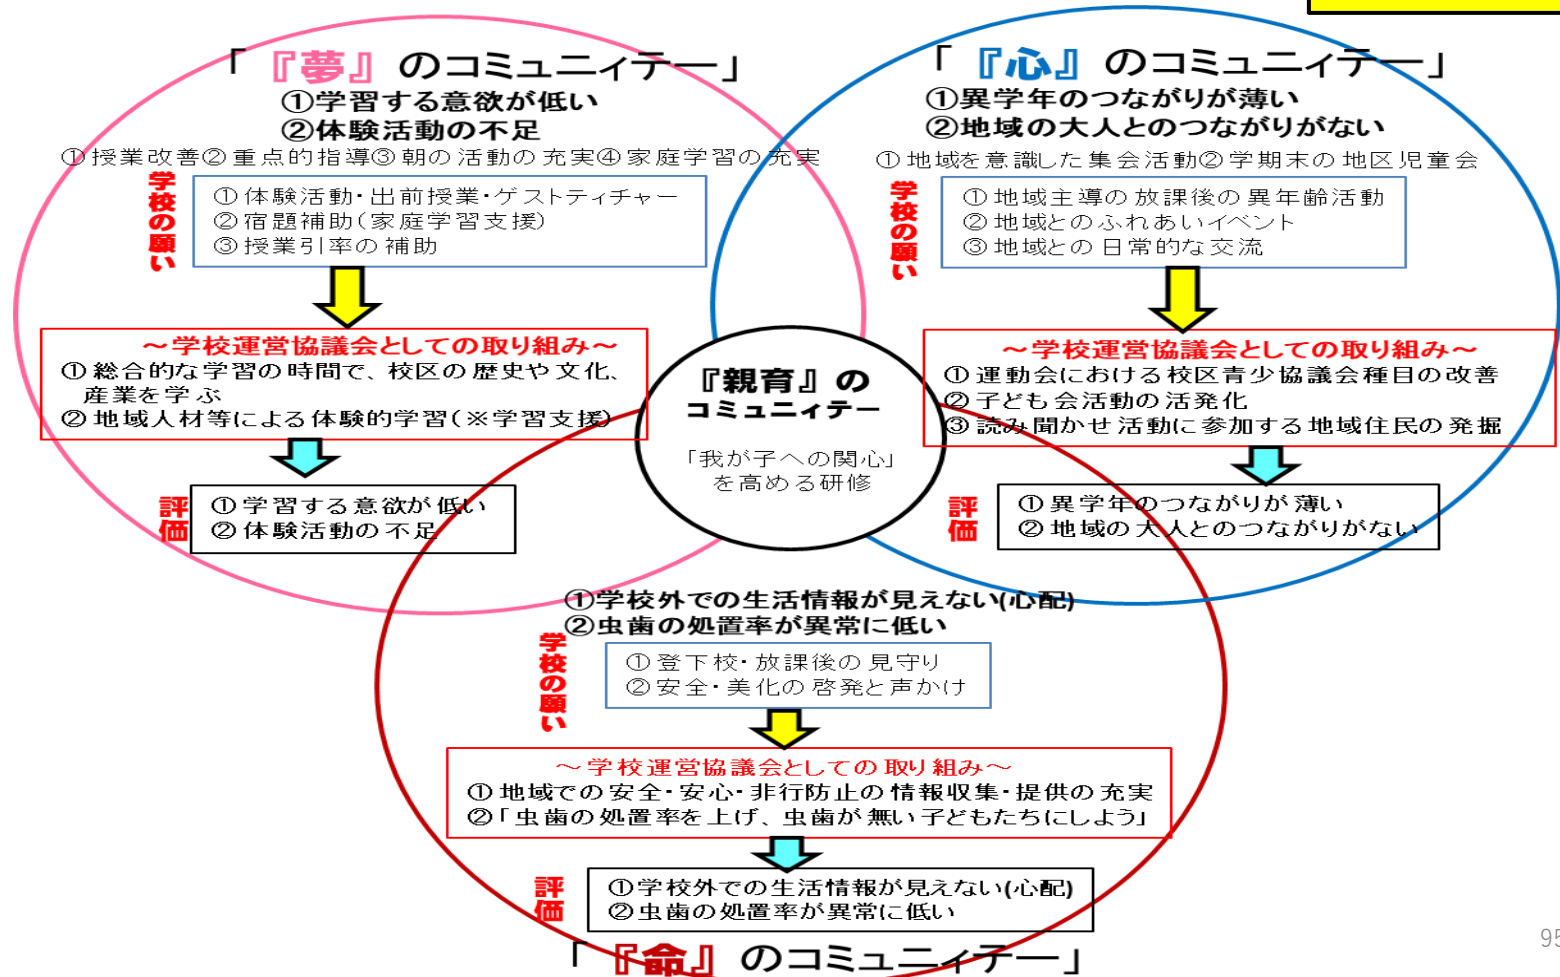 「『夢』のコミュニィテー」
①学習する意欲が低い
②体験活動の不足
①授業改善②重点的指導③朝の活動の充実④家庭学習の充実
学校の願い
①体験活動・出前授業・ゲストティチャー
②宿題補助(家庭学習支援)
③授業引率の補助
～学校運営協議会としての取り組み～
①総合的な学習の時間で、校区の歴史や文化、
産業を学ぶ
②地域人材等による体験的学習(※学習支援)
評価
①学習する意欲が低い
②体験活動の不足
「『心』のコミュニィテー」
①異学年のつながりが薄い
②地域の大人とのつながりがない
①地域を意識した集会活動②学期末の地区児童会
学校の願い
①地域主導の放課後の異年齢活動
②地域とのふれあいイベント
③地域との日常的な交流
～学校運営協議会としての取り組み～
①運動会における校区青少協議会種目の改善
②子ども会活動の活発化
③読み聞かせ活動に参加する地域住民の発掘
評価
①異学年のつながりが薄い
②地域の大人とのつながりがない
『親育』の
コミュニィテー
「我が子への関心」
を高める研修
①学校外での生活情報が見えない(心配)
②虫歯の処置率が異常に低い
学校の願い
①登下校・放課後の見守り
②安全・美化の啓発と声かけ
～学校運営協議会としての取り組み～
①地域での安全・安心・非行防止の情報収集・提供の充実
②「虫歯の処置率を上げ、虫歯が無い子どもたちにしよう」
評価
①学校外での生活情報が見えない(心配)
②虫歯の処置率が異常に低い
「『命』のコミュニィテー」
95